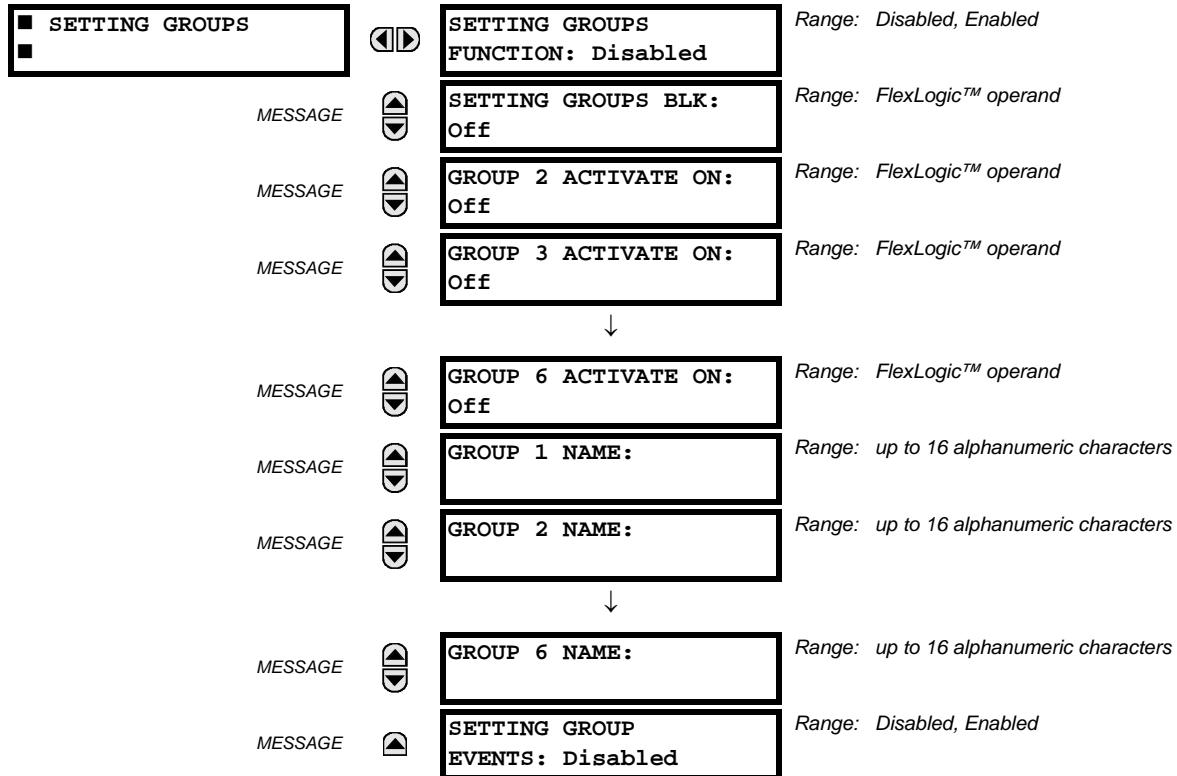 ■ SETTING GROUPS
■
SETTING GROUPS
FUNCTION: Disabled
Range: Disabled, Enabled
MESSAGE
SETTING GROUPS BLK:
Off
Range: FlexLogic™ operand
MESSAGE
GROUP 2 ACTIVATE ON:
Off
Range: FlexLogic™ operand
MESSAGE
GROUP 3 ACTIVATE ON:
Off
Range: FlexLogic™ operand
↓
MESSAGE
GROUP 6 ACTIVATE ON:
Off
Range: FlexLogic™ operand
MESSAGE
GROUP 1 NAME:
Range: up to 16 alphanumeric characters
MESSAGE
GROUP 2 NAME:
Range: up to 16 alphanumeric characters
↓
MESSAGE
GROUP 6 NAME:
Range: up to 16 alphanumeric characters
MESSAGE
SETTING GROUP
EVENTS: Disabled
Range: Disabled, Enabled